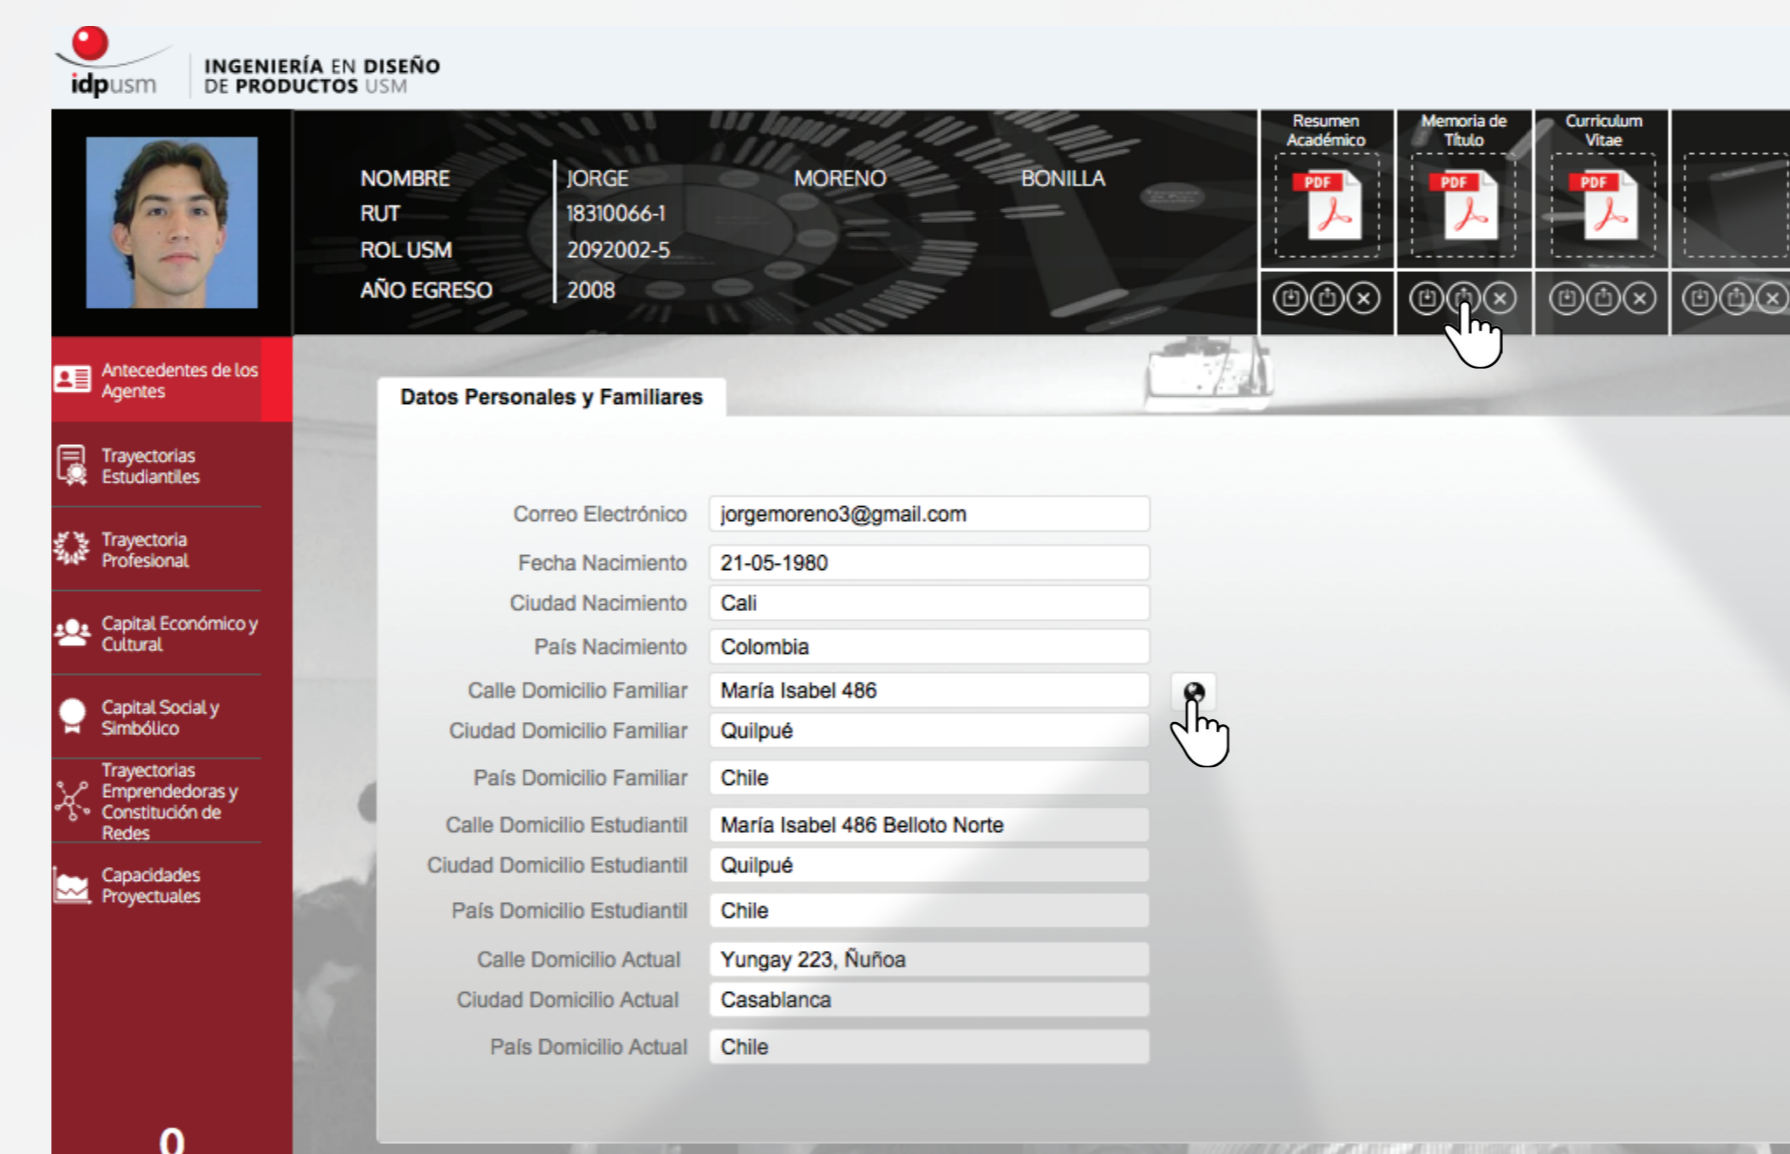 idpusm
INGENIERÍA EN DISEÑO
DE PRODUCTOS USM
NOMBRE JORGE MORENO BONILLA
RUT 18310066-1
ROL USM 2092002-5
AÑO EGRESO 2008
Resumen
Académico
PDF
Memoria de
Título
PDF
Curriculum
Vitae
PDF
Antecedentes de los
Agentes
Trayectorias
Estudiantiles
Trayectoria
Profesional
Capital Económico y
Cultural
Capital Social y
Simbólico
Trayectorias
Emprendedoras y
Constitución de
Redes
Capacidades
Proyectuales
0
Datos Personales y Familiares
Correo Electrónico jorgemoreno3@gmail.com
Fecha Nacimiento 21-05-1980
Ciudad Nacimiento Cali
País Nacimiento Colombia
Calle Domicilio Familiar María Isabel 486
Ciudad Domicilio Familiar Quilpué
País Domicilio Familiar Chile
Calle Domicilio Estudiantil María Isabel 486 Belloto Norte
Ciudad Domicilio Estudiantil Quilpué
País Domicilio Estudiantil Chile
Calle Domicilio Actual Yungay 223, Ñuñoa
Ciudad Domicilio Actual Casablanca
País Domicilio Actual Chile